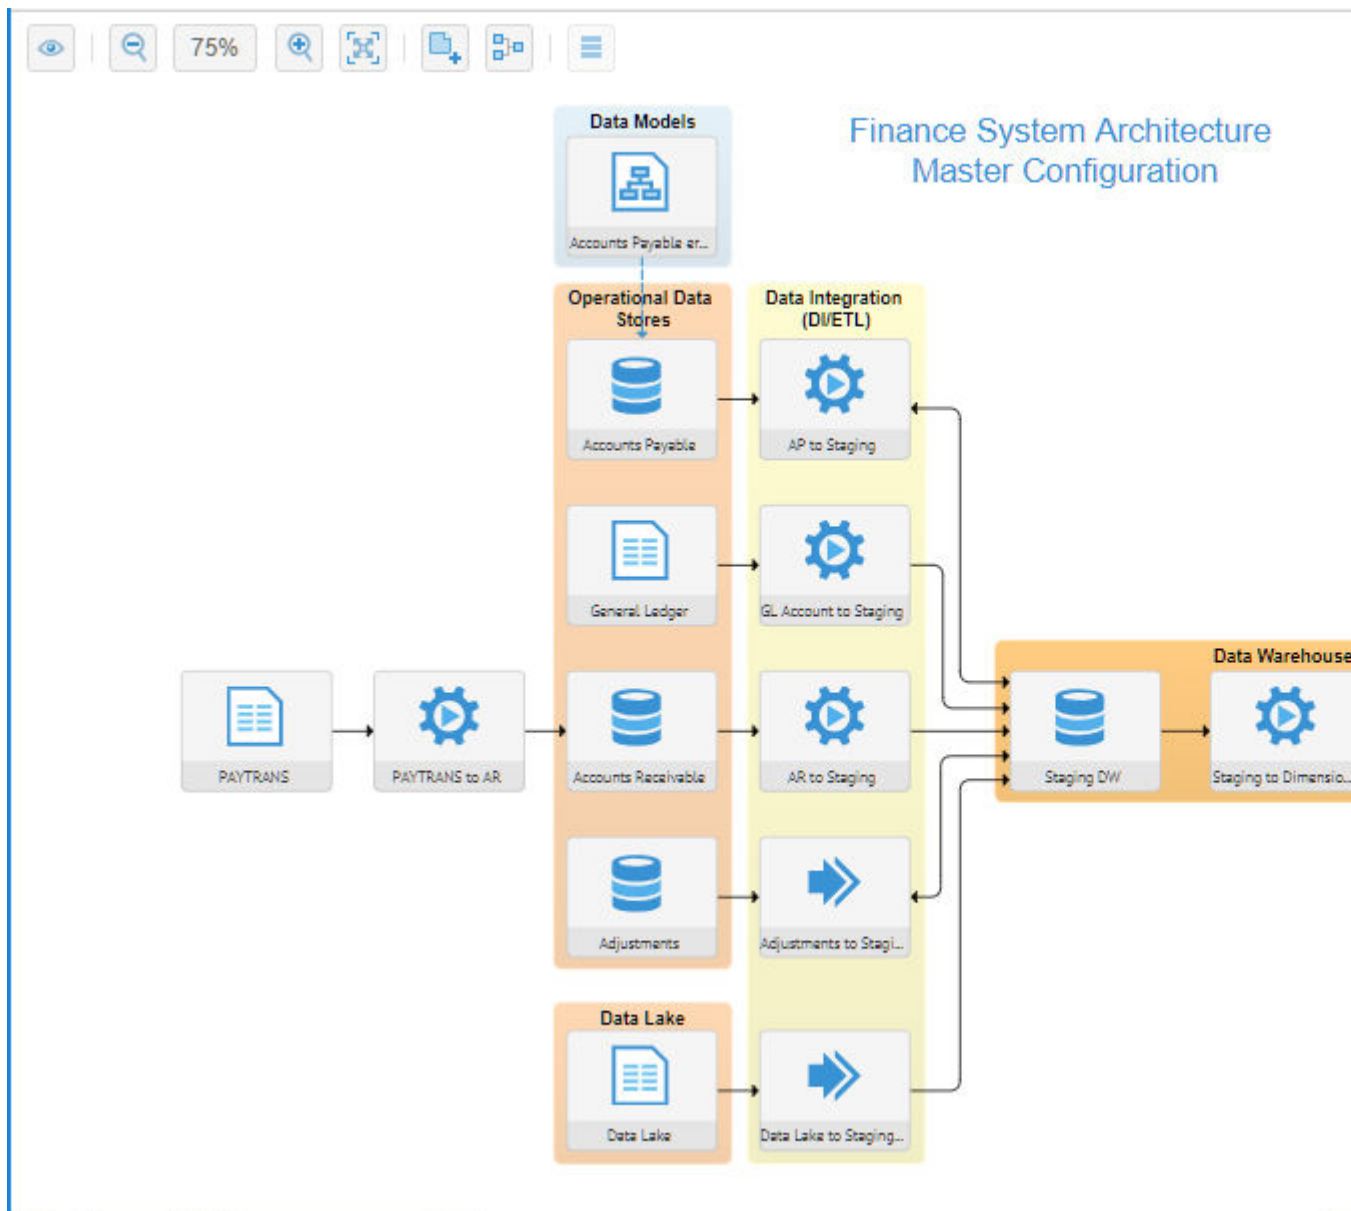 75%
Finance System Architecture
Master Configuration
Data Models
Accounts Payable er...
Operational Data
Stores
Data Integration
(DI/ETL)
Accounts Payable
AP to Staging
General Ledger
GL Account to Staging
Data Warehouse
PAYTRANS
PAYTRANS to AR
Accounts Receivable
AR to Staging
Staging DW
Staging to Dimensio...
Adjustments
Adjustments to Stagi...
Data Lake
Data Lake
Data Lake to Staging...